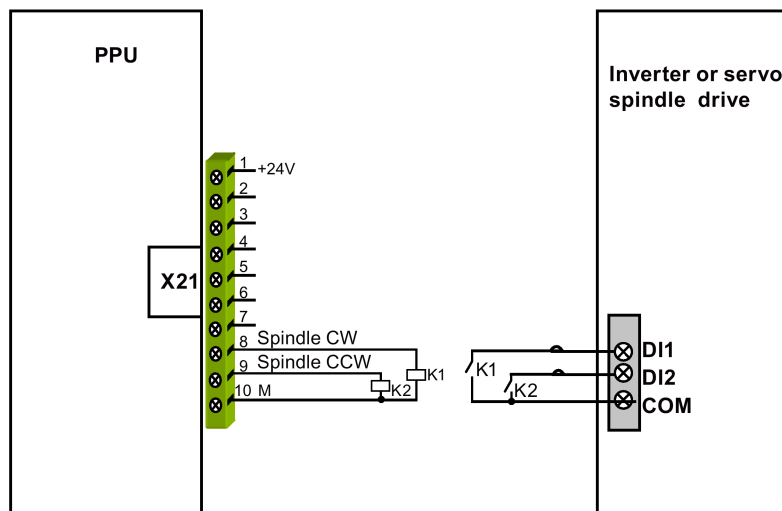 PPU
Inverter or servo
spindle drive
1 +24V
2
3
4
X21
5
6
7
8 Spindle CW
9 Spindle CCW
10 M
K2
K1
K1
K2
DI1
DI2
COM